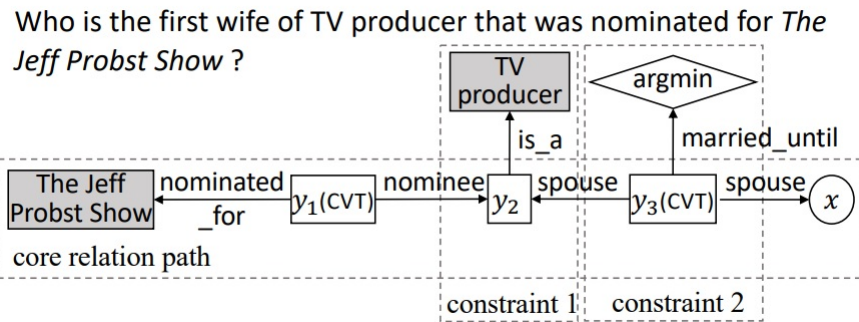 Who is the first wife of TV producer that was nominated for The
Jeff Probst Show ?
TV
producer
argmin
is_a
married_until
The Jeff
Probst Show
nominated
_for
y₁(CVT)
nominee
y₂
spouse
y₃(CVT)
spouse
x
core relation path
constraint 1
constraint 2